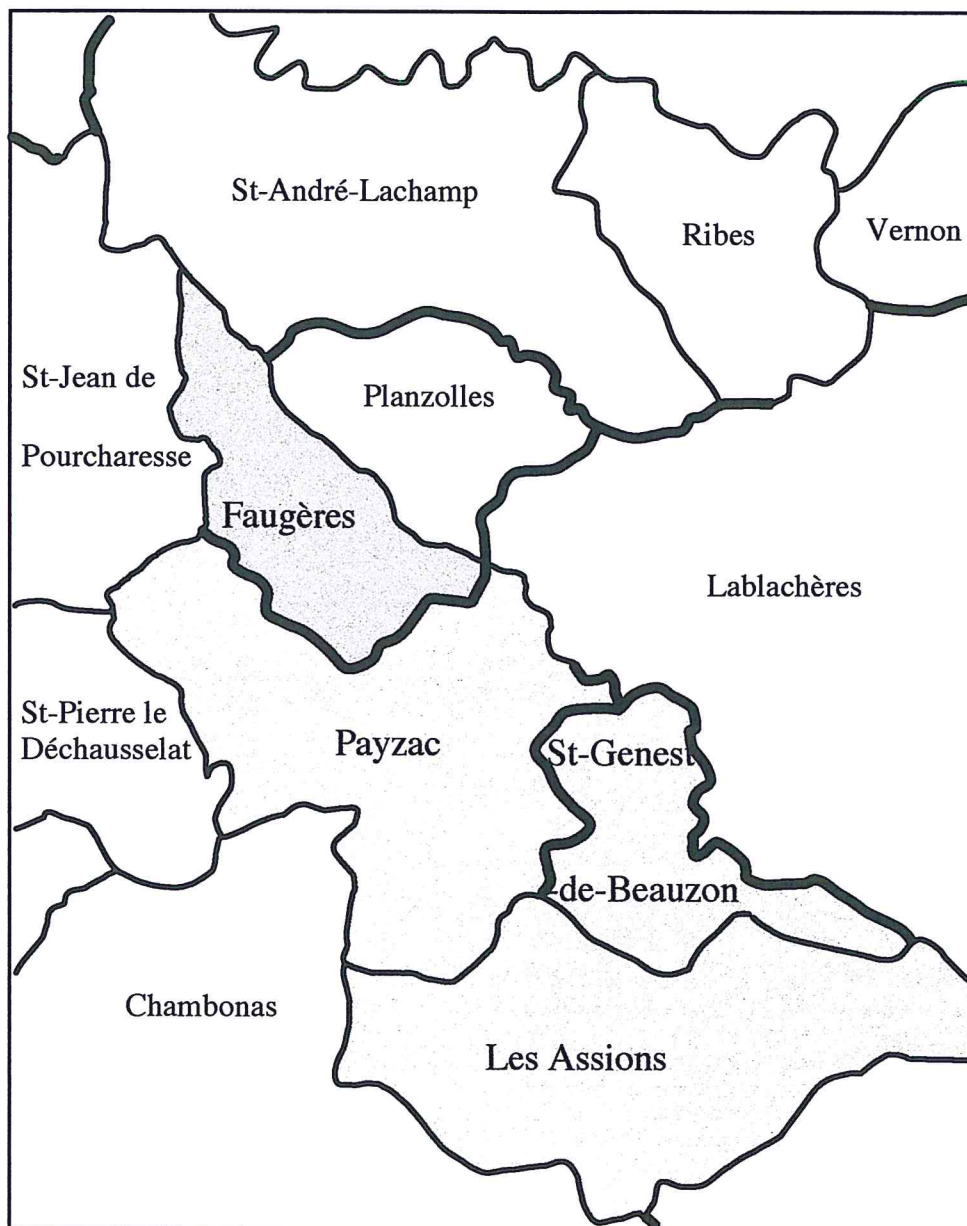 St-André-Lachamp
Ribes
Vernon
St-Jean de
Pourcharesse
Planzolles
Faugères
Lablachères
St-Pierre le
Déchausselat
Payzac
St-Genest
-de-Beauzon
Chambonas
Les Assions